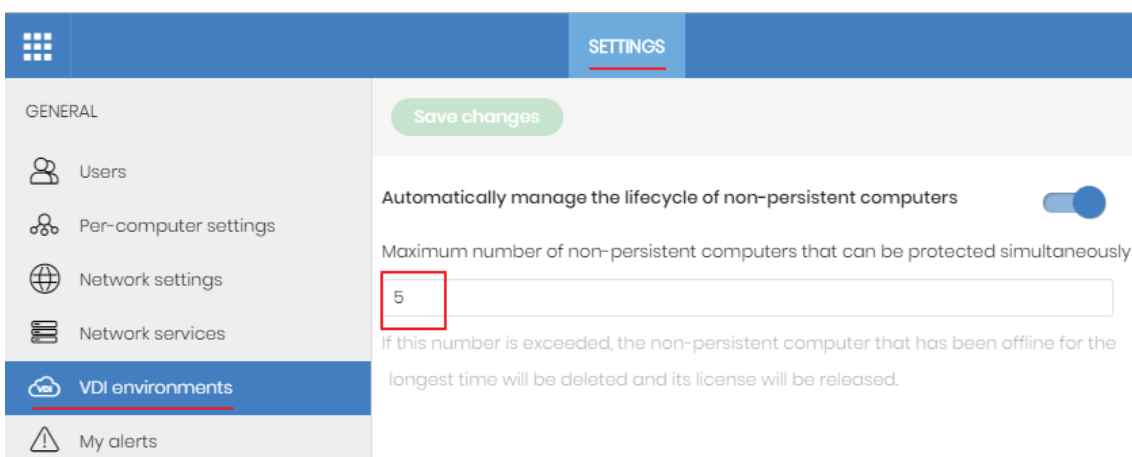 SETTINGS
GENERAL
Users
Per-computer settings
Network settings
Network services
VDI
VDI environments
My alerts
Save changes
Automatically manage the lifecycle of non-persistent computers
Maximum number of non-persistent computers that can be protected simultaneously
5
If this number is exceeded, the non-persistent computer that has been offline for the
longest time will be deleted and its license will be released.